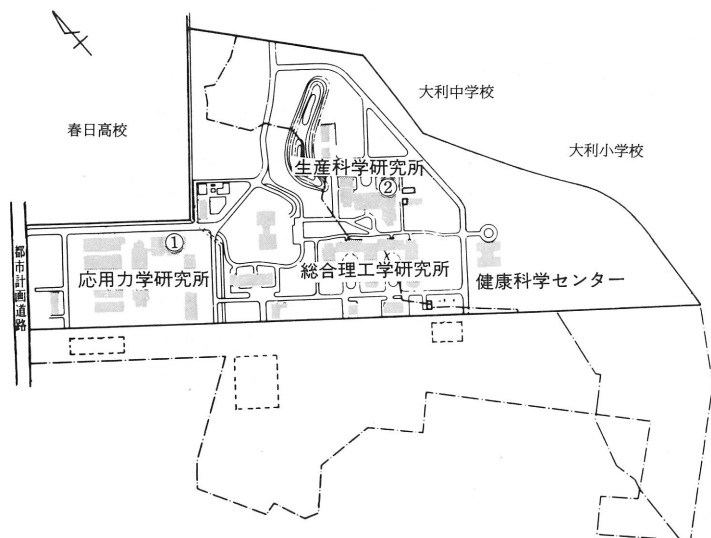 大利中学校
春日高校
大利小学校
生産科学研究所
②
①
都市計画道路
応用力学研究所
総合理工学研究所
健康科学センター